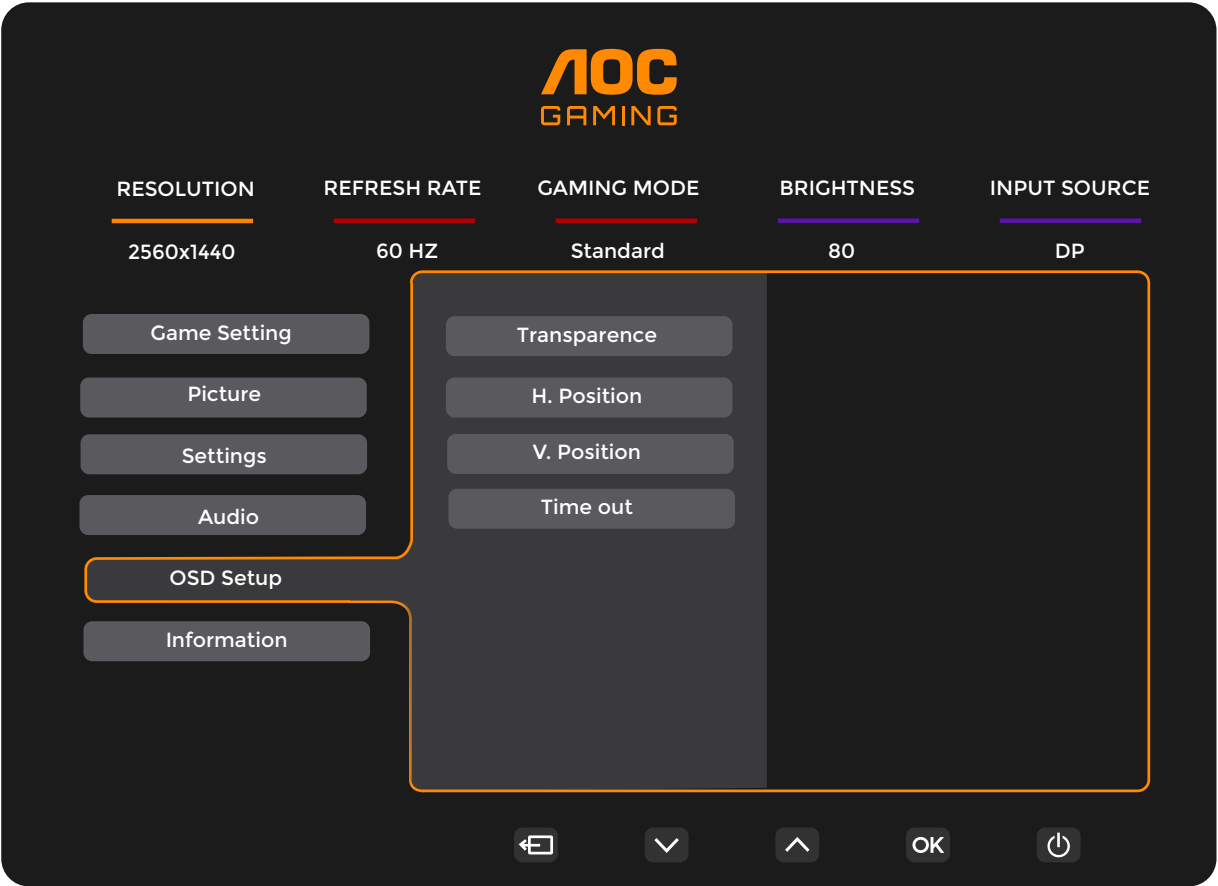 AOC
GAMING
RESOLUTION REFRESH RATE GAMING MODE BRIGHTNESS INPUT SOURCE
2560x1440 60 HZ Standard 80 DP
Game Setting
Picture
Settings
Audio
OSD Setup
Information
Transparence
H. Position
V. Position
Time out
OK